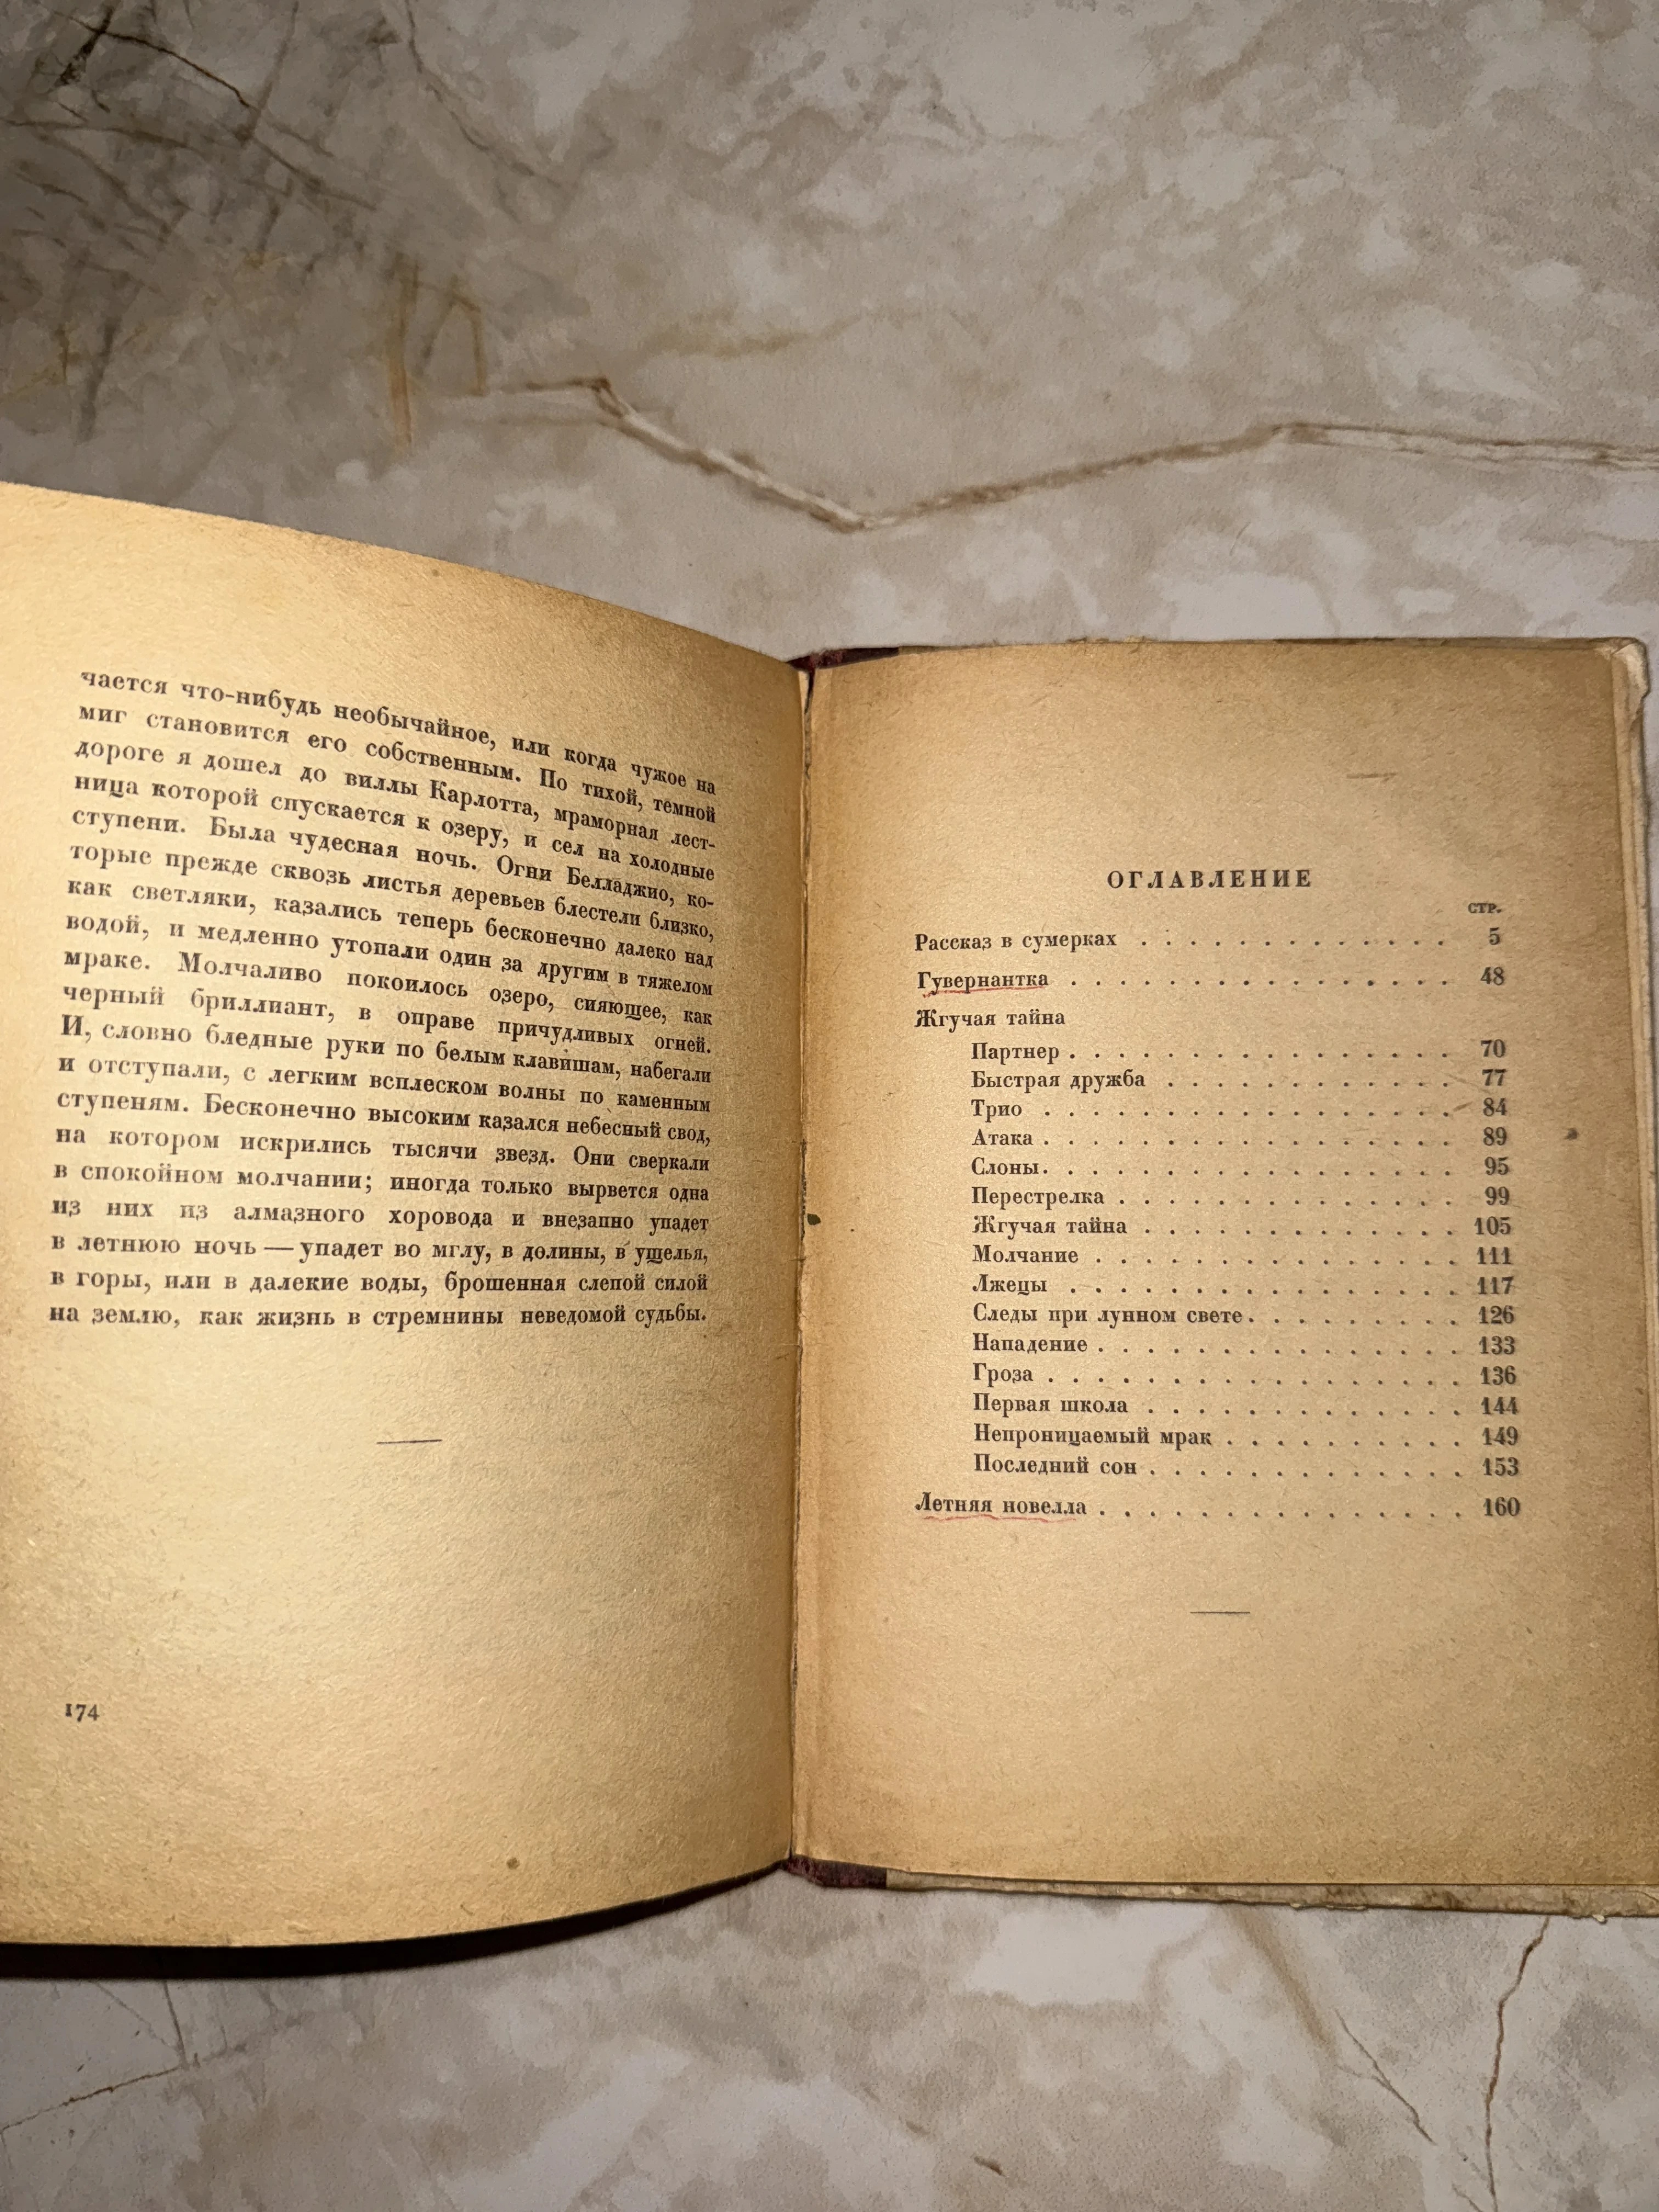 чается что-нибудь необычайное, или когда чужое на
миг становится его собственным. По тихой, темной
дороге я дошел до виллы Карлотта, мраморная лест-
ница которой спускается к озеру, и сел на холодные
ступени. Была чудесная ночь. Огни Белладжио, ко-
торые прежде сквозь листья деревьев блестели близко,
как светляки, казались теперь бесконечно далеко над
водой, и медленно утопали один за другим в тяжелом
мраке. Молчаливо покоилось озеро, сияющее, как
черный бриллиант, в оправе причудливых огней.
И, словно бледные руки по белым клавишам, набегали
и отступали, с легким всплеском волны по каменным
ступеням. Бесконечно высоким казался небесный свод,
на котором искрились тысячи звезд. Они сверкали
в спокойном молчании; иногда только вырвется одна
из них из алмазного хоровода и внезапно упадет
в летнюю ночь — упадет во мглу, в долины, в ущелья,
в горы, или в далекие воды, брошенная слепой силой
на землю, как жизнь в стремнины неведомой судьбы.
174
ОГЛАВЛЕНИЕ
СТР.
Рассказ в сумерках . . . . . . . . . . . . . 5
Гувернантка . . . . . . . . . . . . . . . . 48
Жгучая тайна
Партнер . . . . . . . . . . . . . . . . 70
Быстрая дружба . . . . . . . . . . . . 77
Трио . . . . . . . . . . . . . . . . . 84
Атака . . . . . . . . . . . . . . . . . 89
Слоны . . . . . . . . . . . . . . . . . 95
Перестрелка . . . . . . . . . . . . . . 99
Жгучая тайна . . . . . . . . . . . . . 105
Молчание . . . . . . . . . . . . . . . 111
Лжецы . . . . . . . . . . . . . . . . 117
Следы при лунном свете . . . . . . . . . 126
Нападение . . . . . . . . . . . . . . . 133
Гроза . . . . . . . . . . . . . . . . . 136
Первая школа . . . . . . . . . . . . . 144
Непроницаемый мрак . . . . . . . . . . 149
Последний сон . . . . . . . . . . . . . 153
Летняя новелла . . . . . . . . . . . . . . . 160